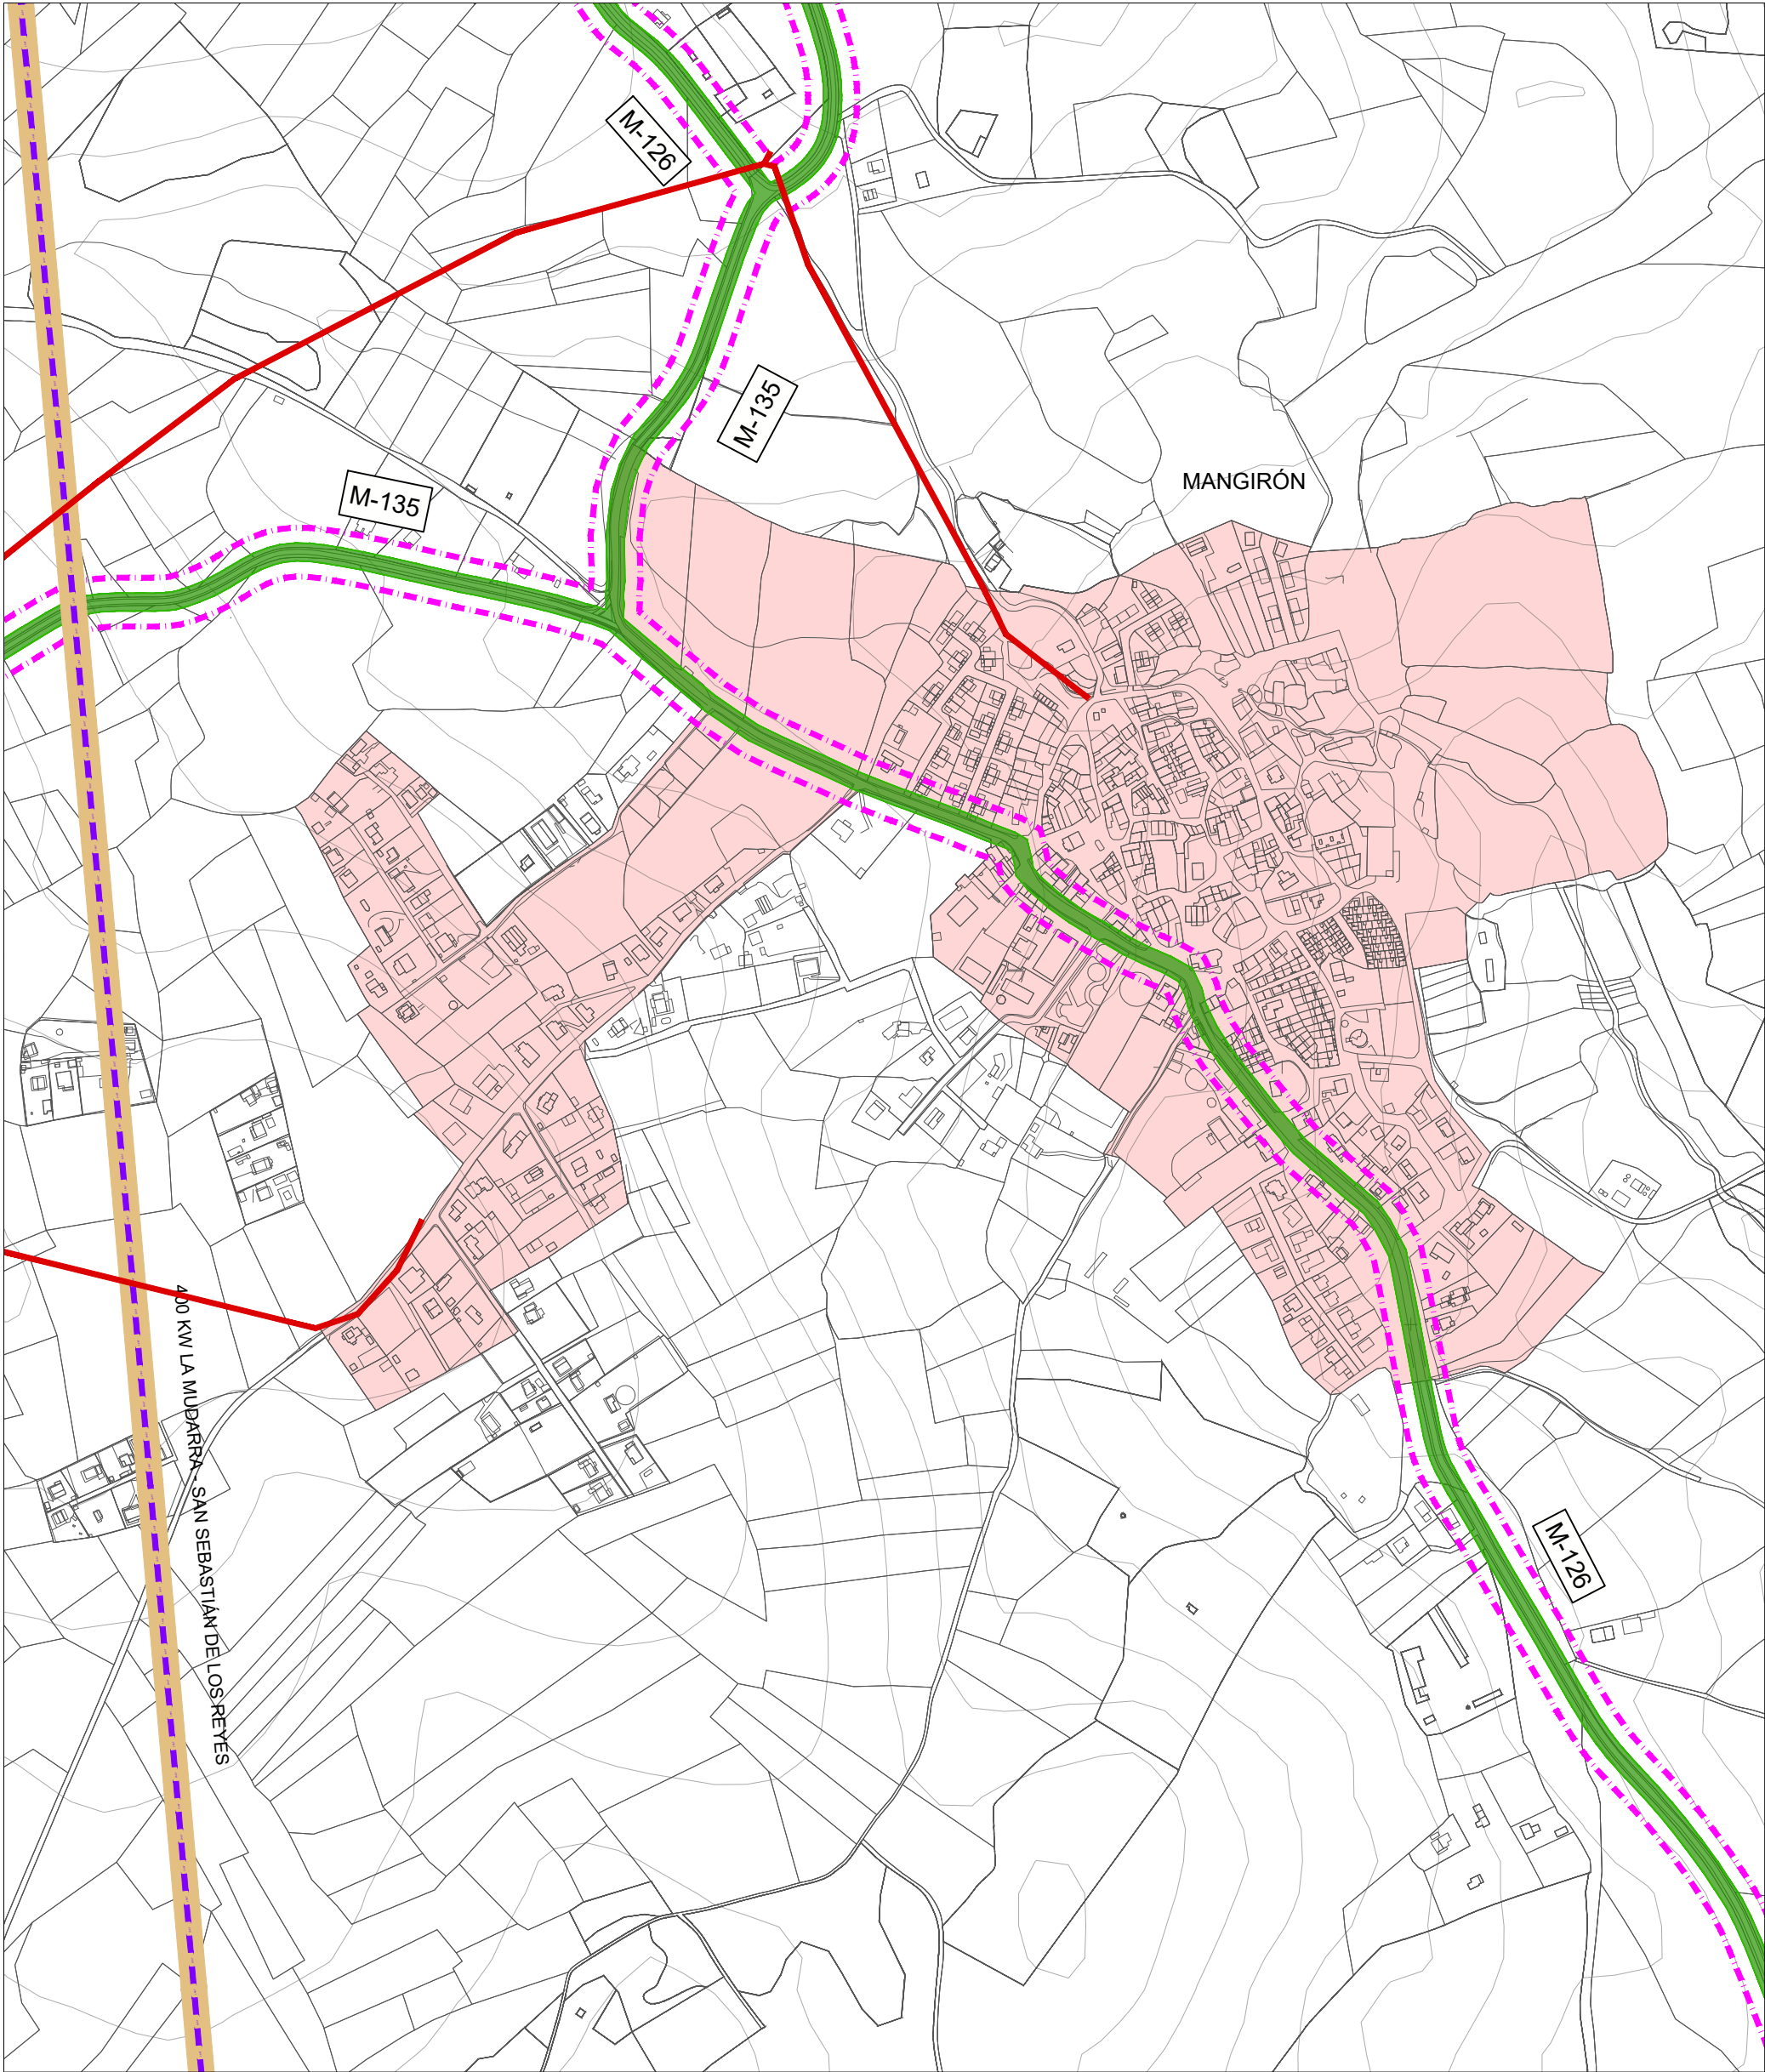 M-126
M-135
MANGIRÓN
M-135
400 KW LA MUDARRA - SAN SEBASTIÁN DE LOS REYES
M-126